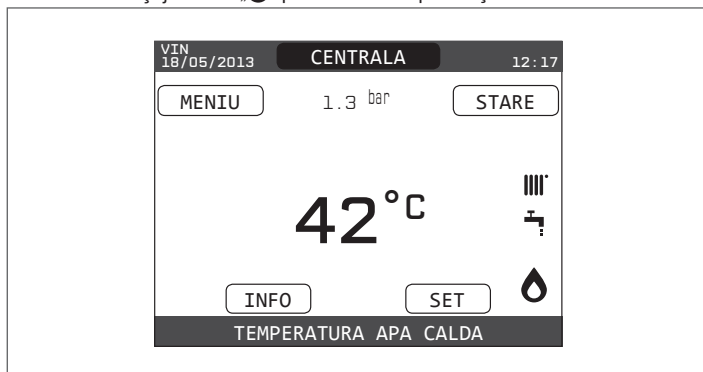 VIN
18/05/2013 CENTRALA 12:17
MENIU 1.3 bar STARE
42°C
INFO SET
TEMPERATURA APA CALDA